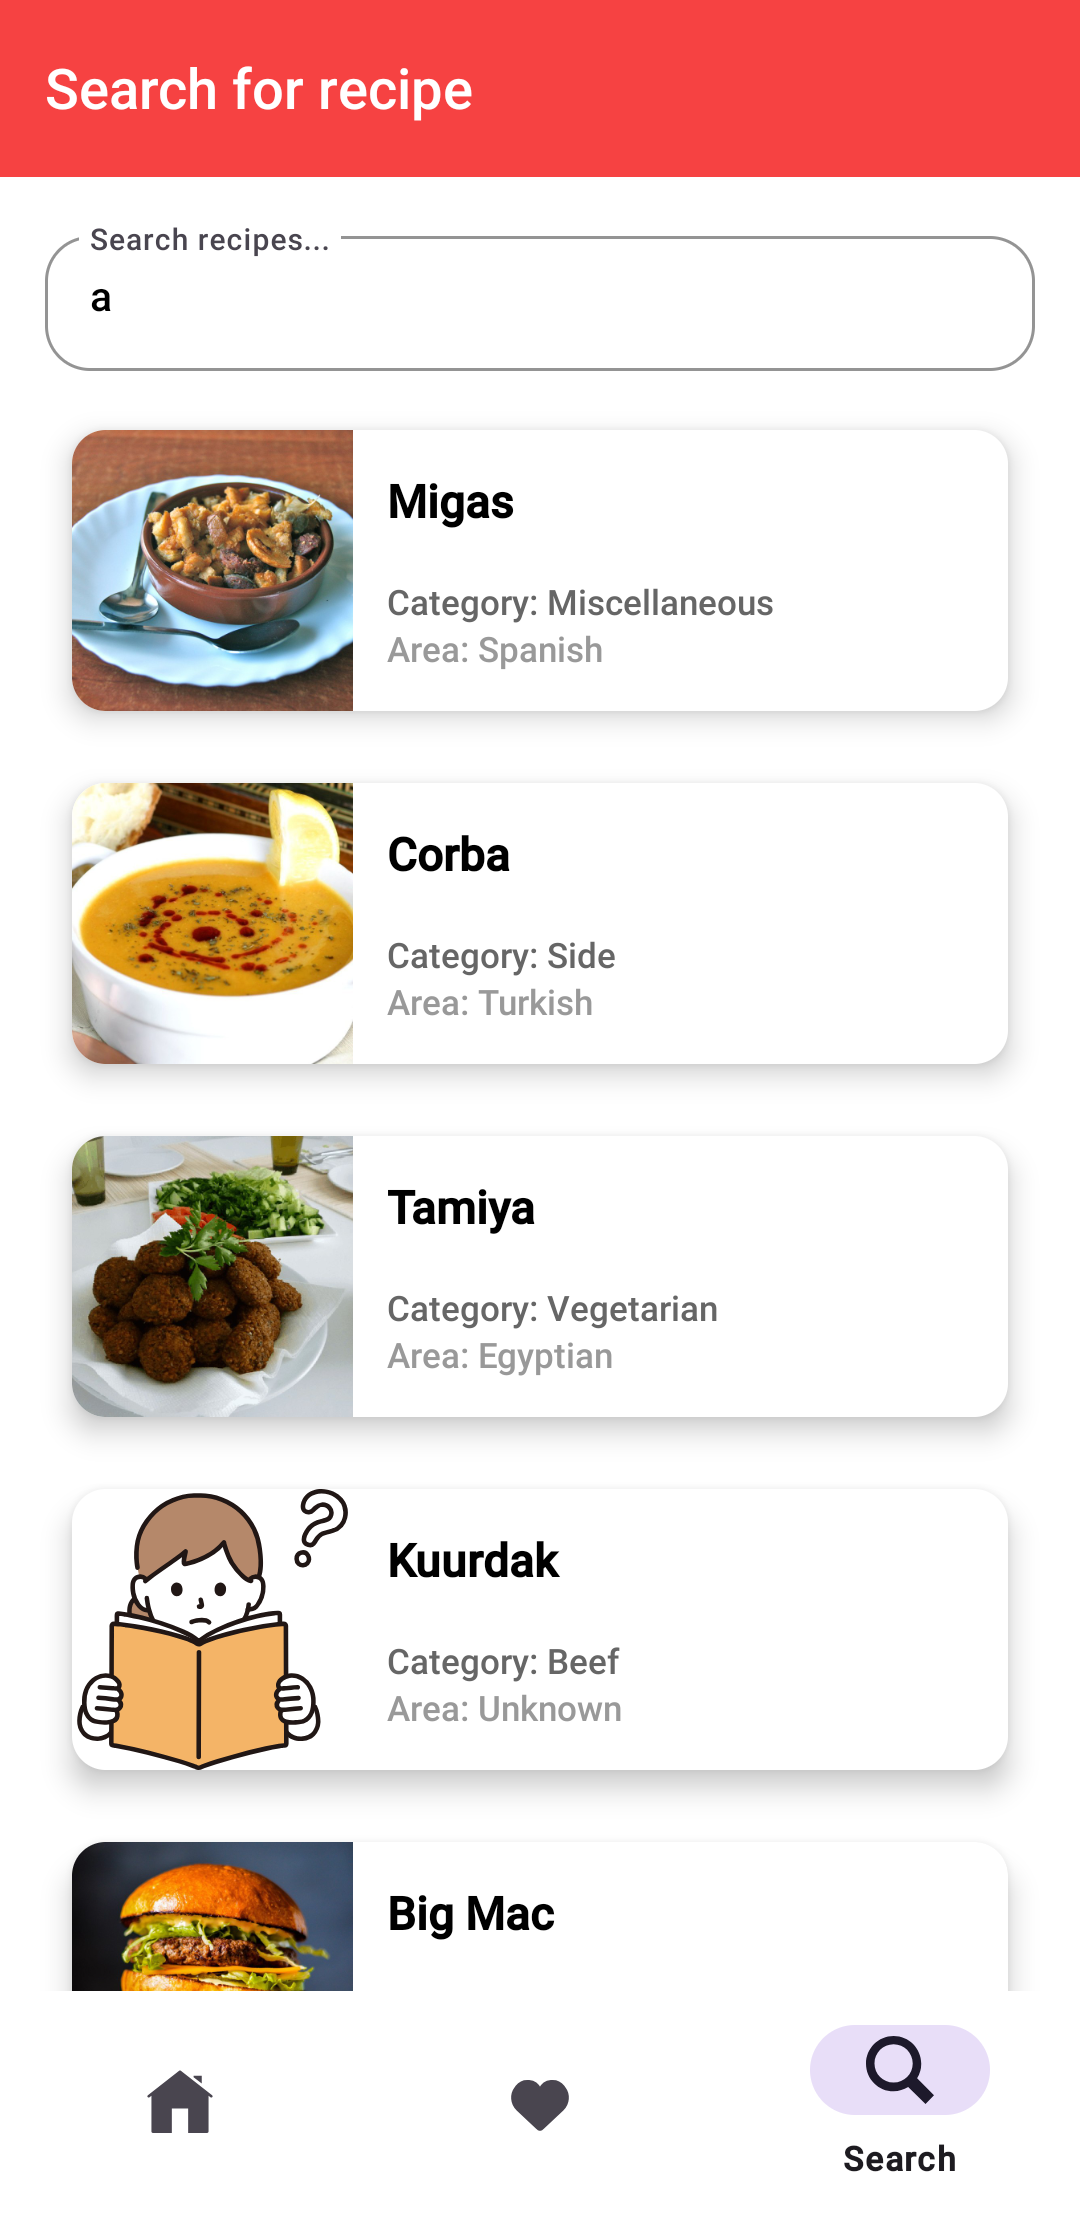 Search for recipe
Search recipes...
a
Migas
Category: Miscellaneous
Area: Spanish
Corba
Category: Side
Area: Turkish
Tamiya
Category: Vegetarian
Area: Egyptian
Kuurdak
Category: Beef
Area: Unknown
Big Mac
Search